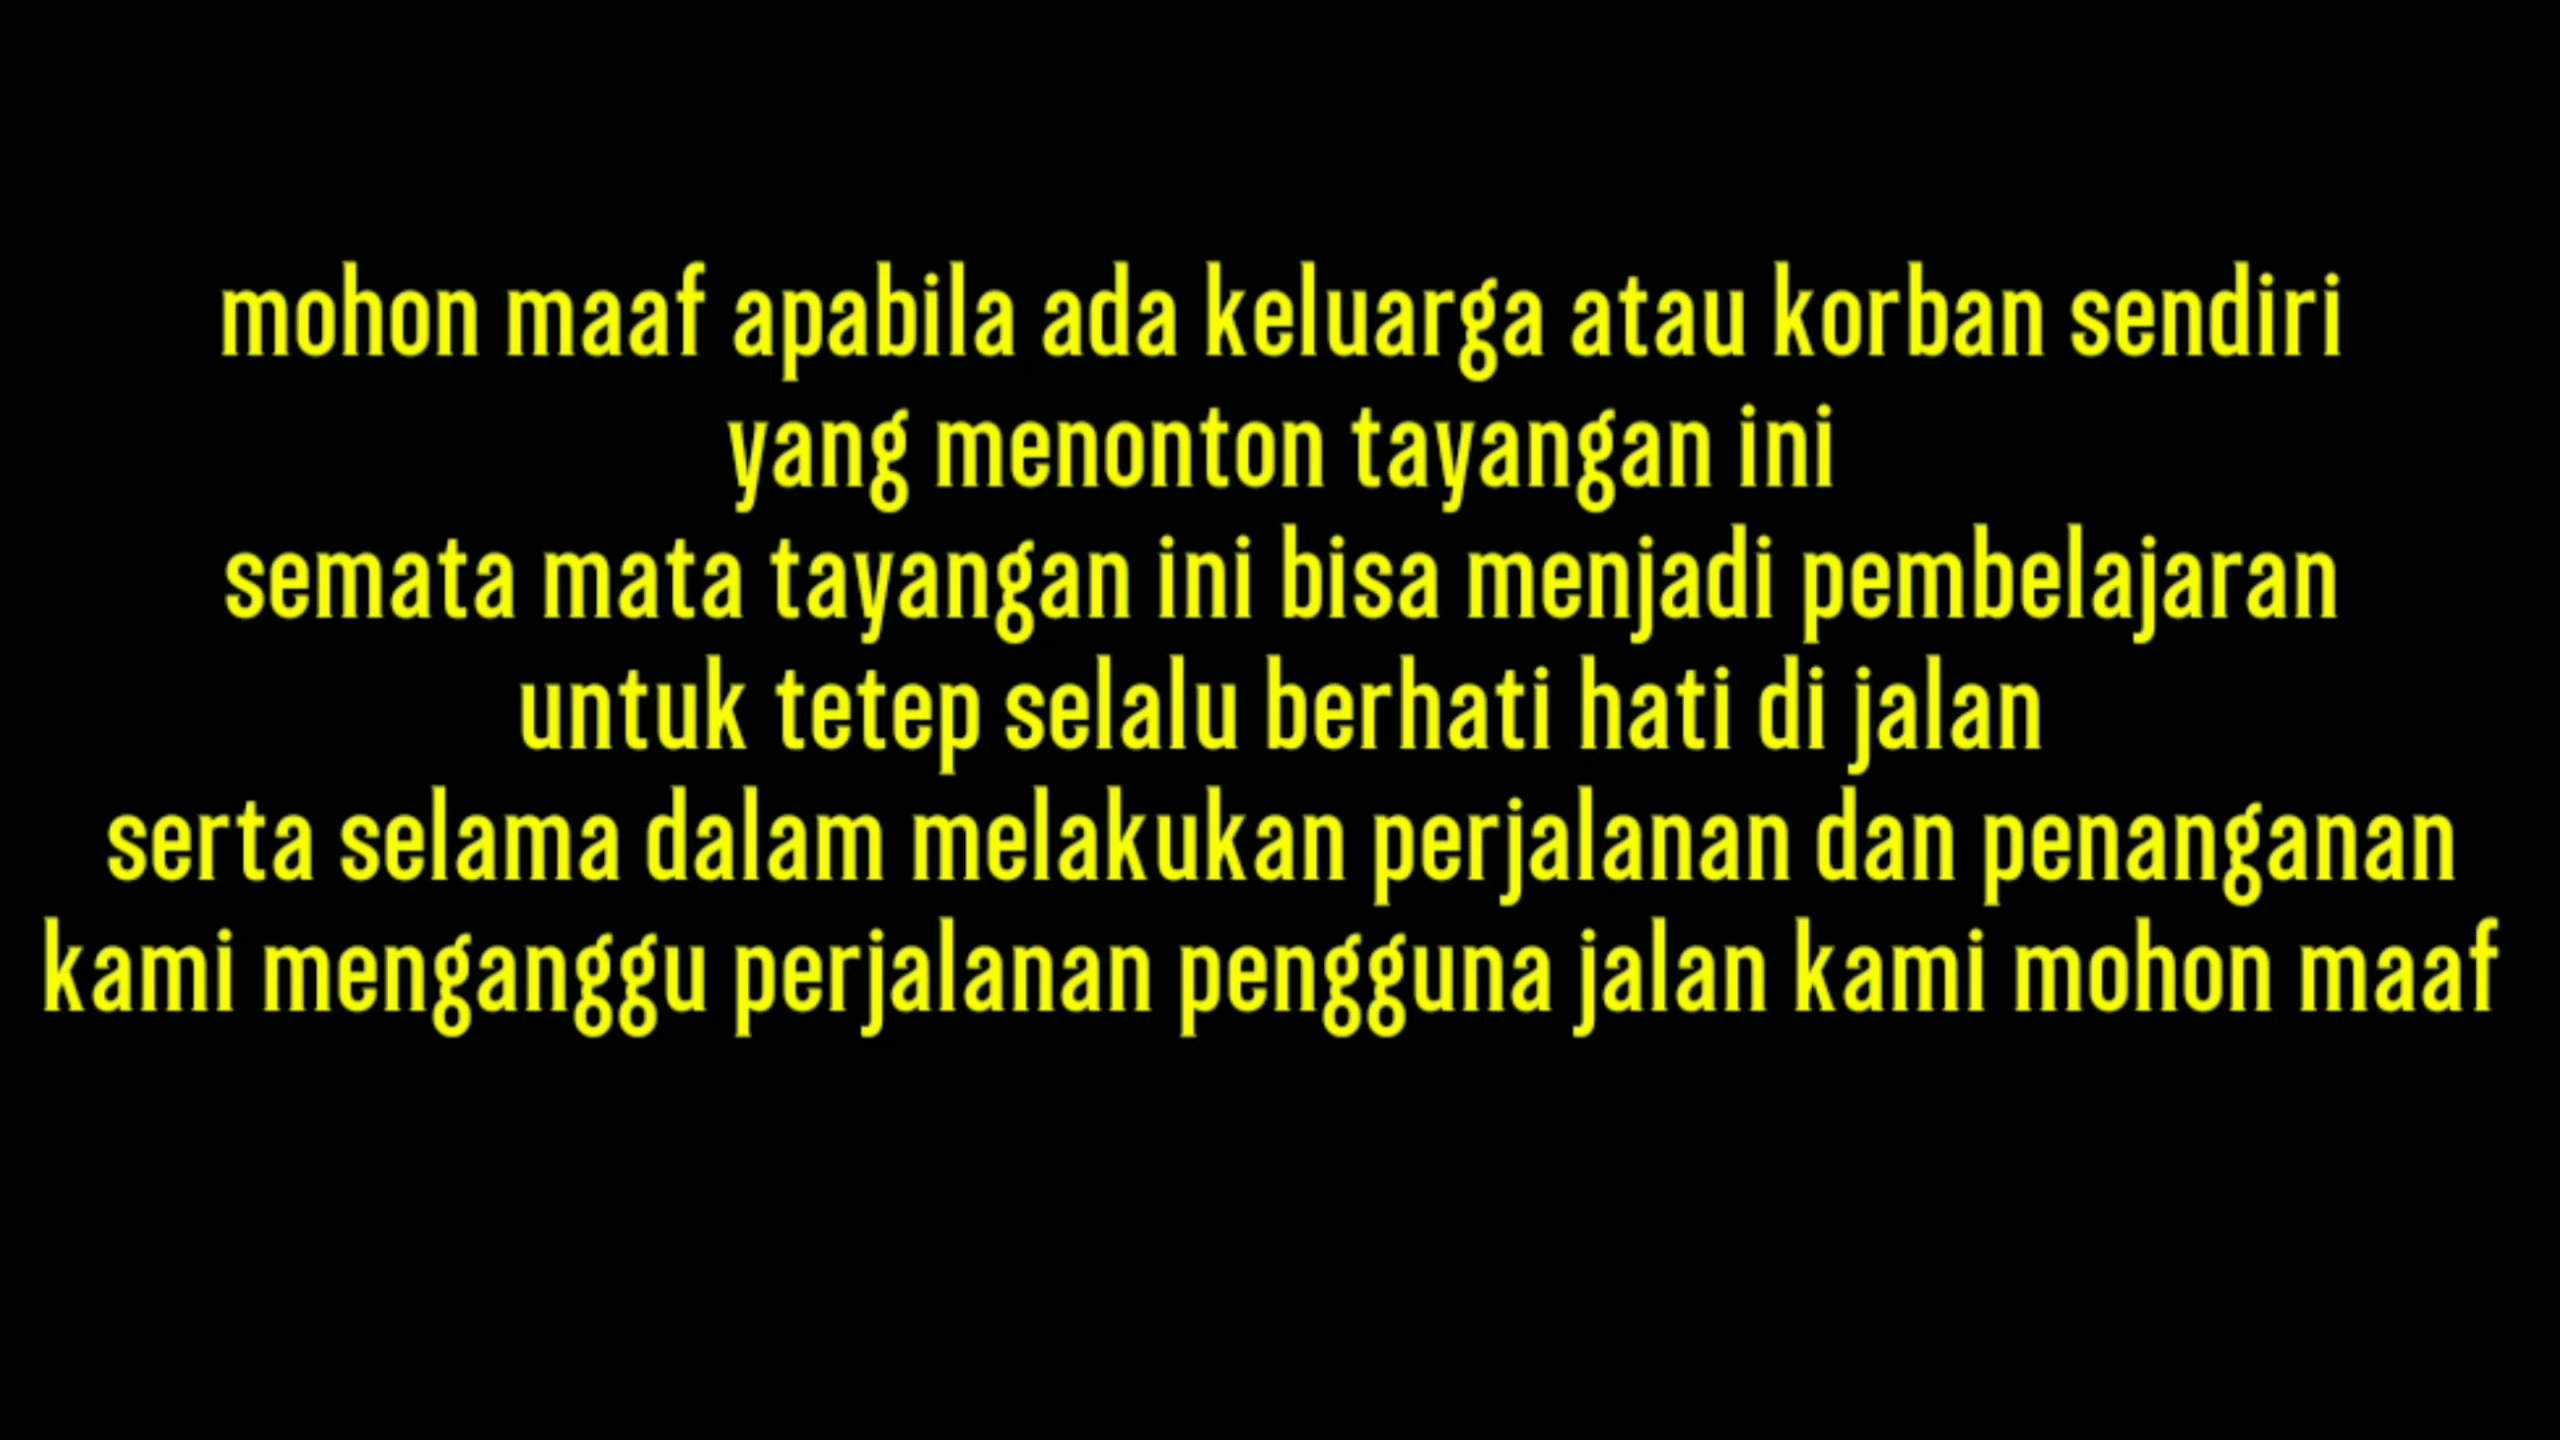 mohon maaf apabila ada keluarga atau korban sendiri
yang menonton tayangan ini
semata mata tayangan ini bisa menjadi pembelajaran
untuk tetep selalu berhati hati di jalan
serta selama dalam melakukan perjalanan dan penanganan
kami menganggu perjalanan pengguna jalan kami mohon maaf